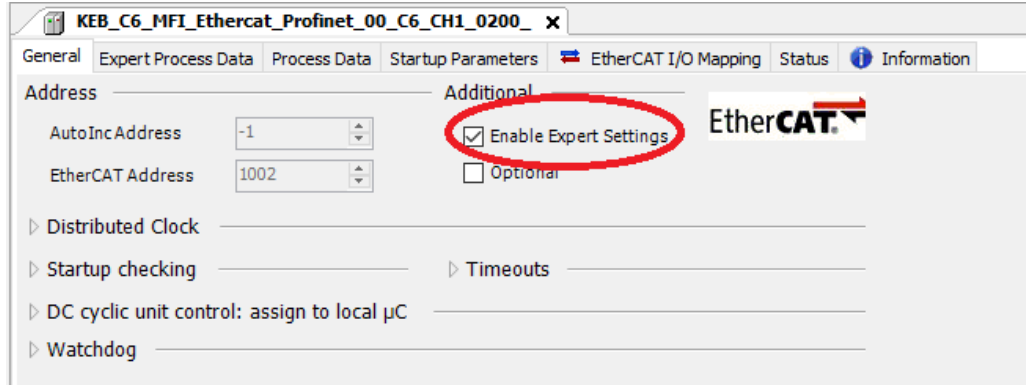 KEB_C6_MFI_Ethercat_Profinet_00_C6_CH1_0200_ x
General Expert Process Data Process Data Startup Parameters EtherCAT I/O Mapping Status Information
Address Additional
AutoInc Address -1 Enable Expert Settings EtherCAT.
EtherCAT Address 1002 Optional
Distributed Clock
Startup checking Timeouts
DC cyclic unit control: assign to local µC
Watchdog